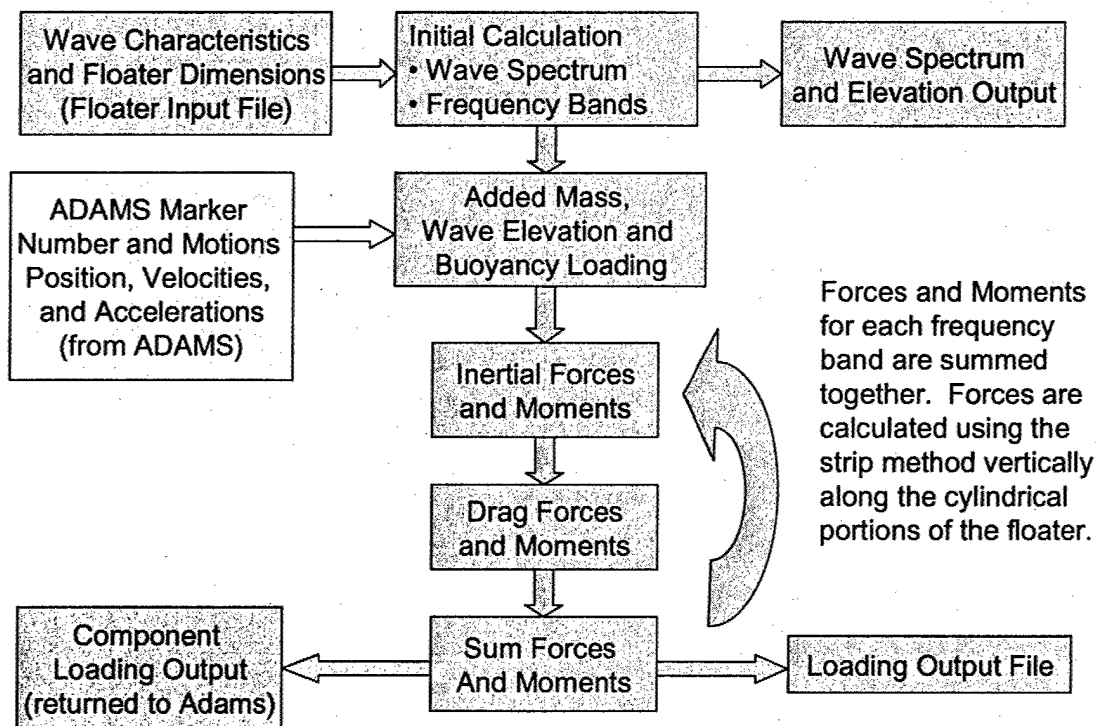 Wave Characteristics
and Floater Dimensions
(Floater Input File)
Initial Calculation
• Wave Spectrum
• Frequency Bands
Wave Spectrum
and Elevation Output
ADAMS Marker
Number and Motions
Position, Velocities,
and Accelerations
(from ADAMS)
Added Mass,
Wave Elevation and
Buoyancy Loading
Inertial Forces
and Moments
Forces and Moments
for each frequency
band are summed
together. Forces are
calculated using the
strip method vertically
along the cylindrical
portions of the floater.
Drag Forces
and Moments
Component
Loading Output
(returned to Adams)
Sum Forces
And Moments
Loading Output File